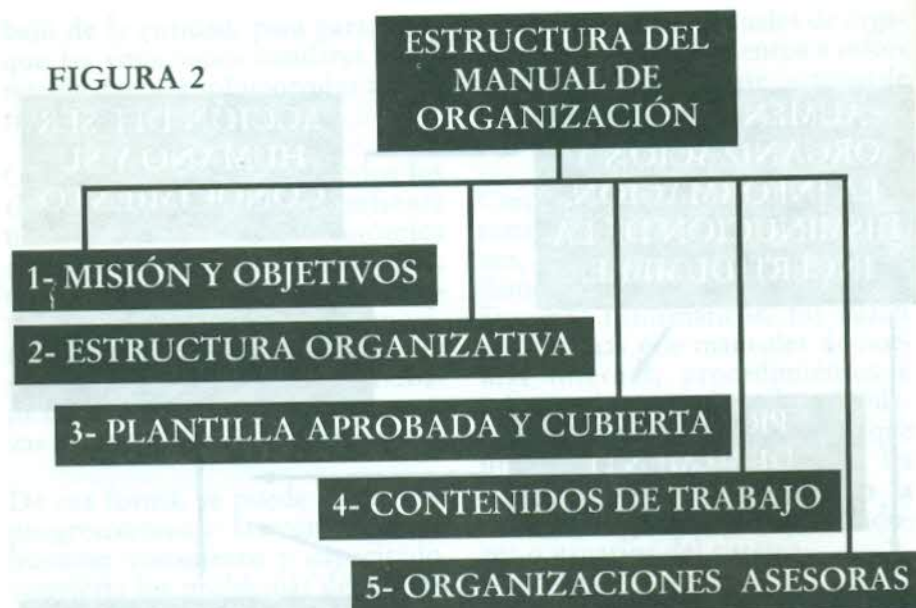 FIGURA 2
ESTRUCTURA DEL
MANUAL DE
ORGANIZACIÓN
1- MISIÓN Y OBJETIVOS
2- ESTRUCTURA ORGANIZATIVA
3- PLANTILLA APROBADA Y CUBIERTA
4- CONTENIDOS DE TRABAJO
5- ORGANIZACIONES ASESORAS